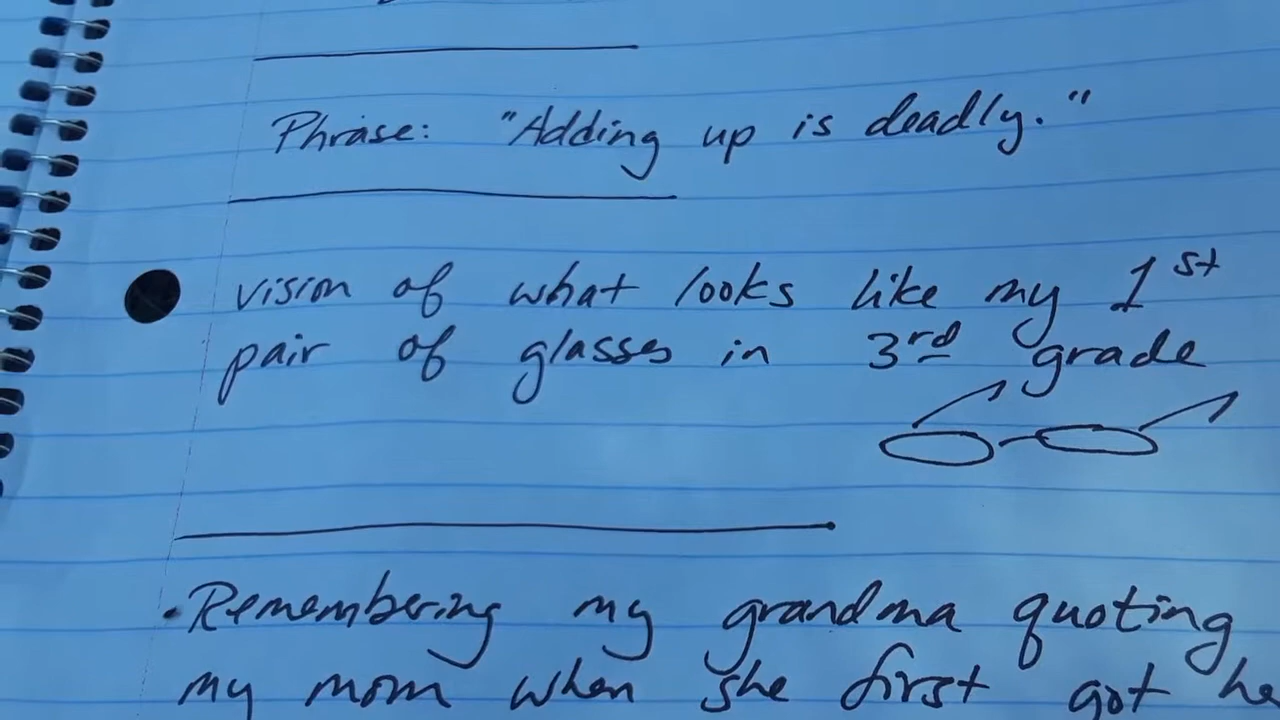 Phrase: "Adding up is deadly."
vision of what looks like my 1st
pair of glasses in 3rd grade
• Remembering my grandma quoting
my mom when she first got he